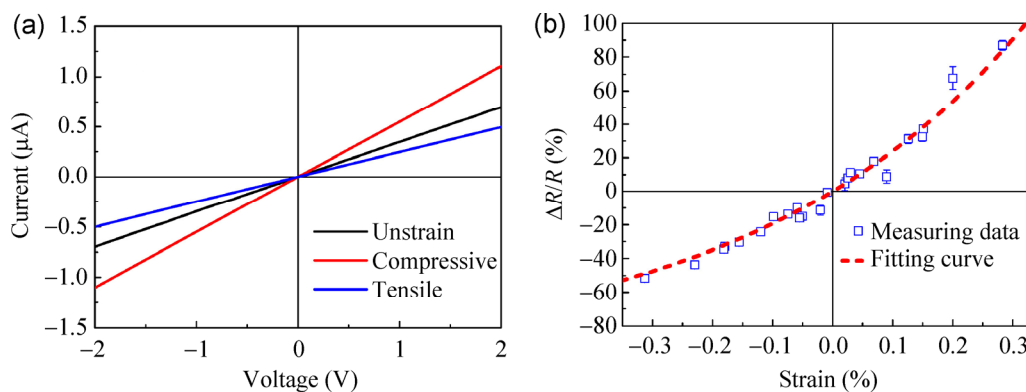 (a)
1.5
1.0
0.5
0.0
−0.5
−1.0
−1.5
Current (μA)
−2
−1
0
1
2
Voltage (V)
Unstrain
Compressive
Tensile
(b)
100
80
60
40
20
0
−20
−40
−60
−80
ΔR/R (%)
−0.3
−0.2
−0.1
0.0
0.1
0.2
0.3
Strain (%)
Measuring data
Fitting curve